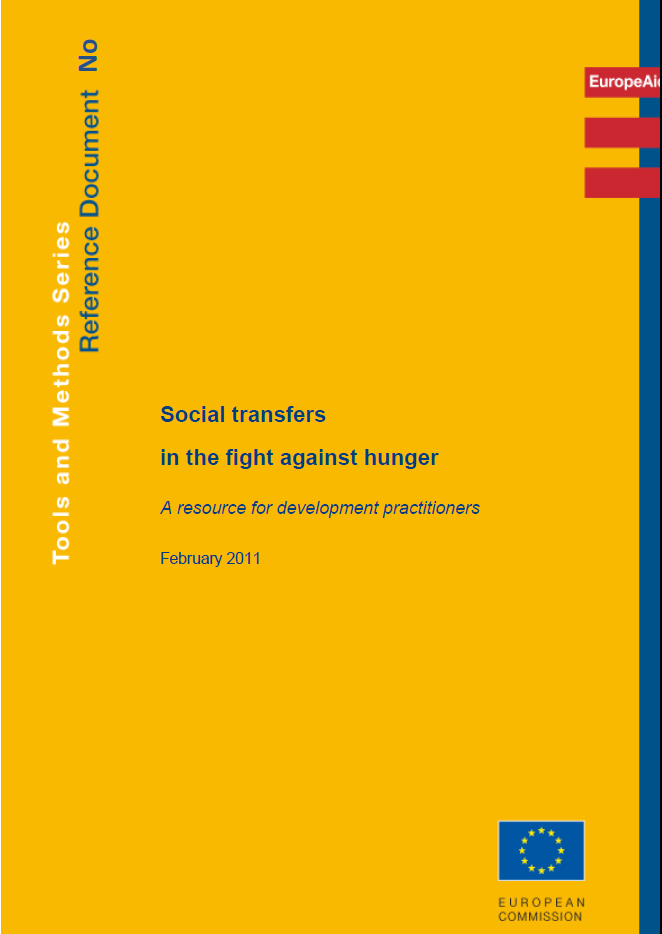 Tools and Methods Series
Reference Document No
EuropeAi
Social transfers
in the fight against hunger
A resource for development practitioners
February 2011
EUROPEAN
COMMISSION